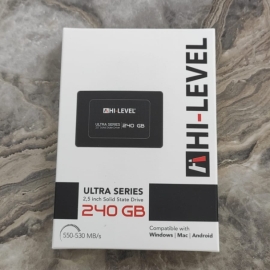 HI-LEVEL
ULTRA SERIES 240 GB
HI-LEVEL
ULTRA SERIES
2,5 inch Solid State Drive
240 GB
550-530 MB/s
Compatible with
Windows | Mac | Android